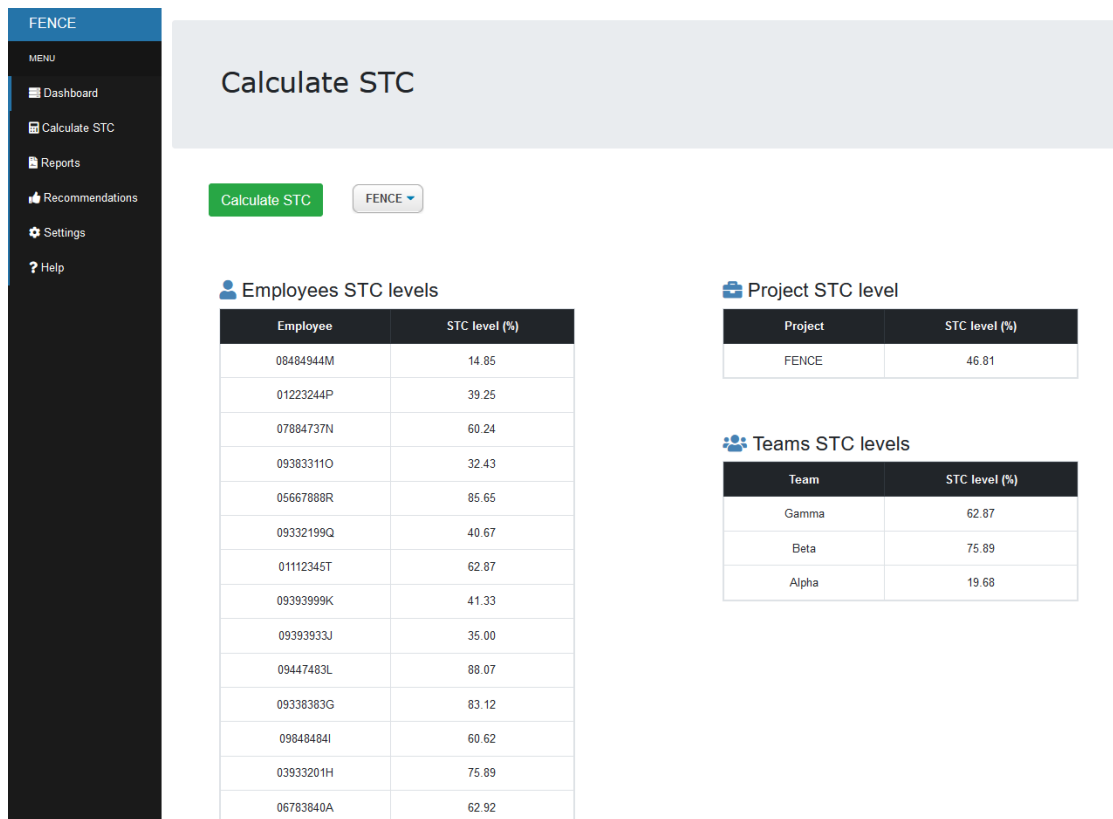 FENCE
MENU
Dashboard
Calculate STC
Reports
Recommendations
Settings
Help
Calculate STC
Calculate STC
FENCE
Employees STC levels
Employee STC level (%)
08484944M 14.85
01223244P 39.25
07884737N 60.24
09383311O 32.43
05667888R 85.65
09332199Q 40.67
01112345T 62.87
09393999K 41.33
09393933J 35.00
09447483L 88.07
09338383G 83.12
09848484I 60.62
03933201H 75.89
06783840A 62.92
Project STC level
Project STC level (%)
FENCE 46.81
Teams STC levels
Team STC level (%)
Gamma 62.87
Beta 75.89
Alpha 19.68